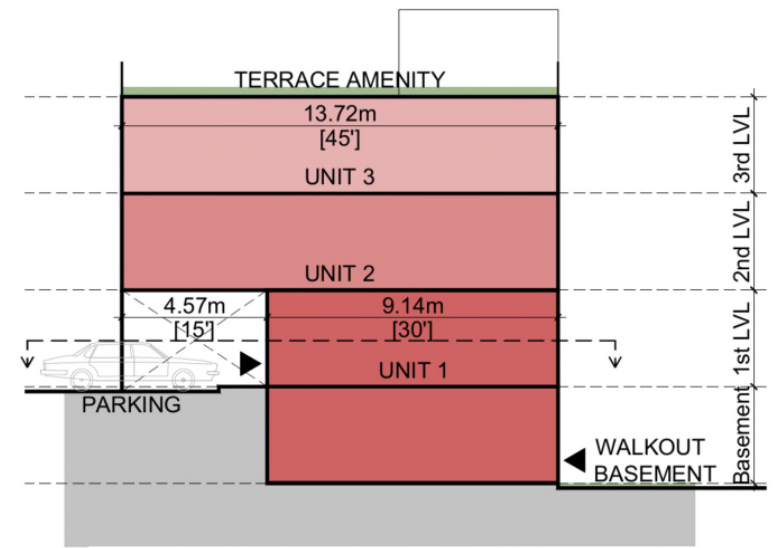 TERRACE AMENITY
13.72m
[45']
UNIT 3
3rd LVL
2nd LVL
UNIT 2
4.57m
[15']
9.14m
[30']
1st LVL
UNIT 1
PARKING
Basement
WALKOUT
BASEMENT